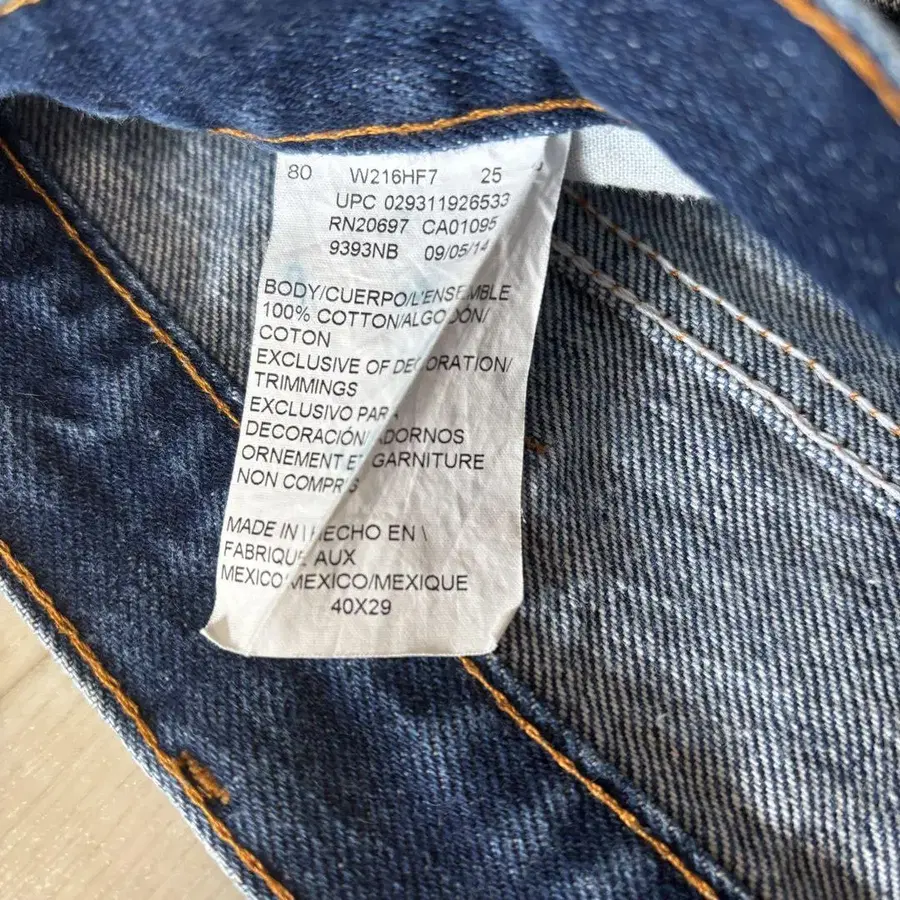 80 W216HF7 25
UPC 029311926533
RN20697 CA01095
9393NB 09/05/14
BODY/CUERPO/L'ENSEMBLE
100% COTTON/ALGODON/
COTON
EXCLUSIVE OF DECORATION/
TRIMMINGS
EXCLUSIVO PARA
DECORACIÓN/ADORNOS
ORNEMENT ET GARNITURE
NON COMPRIS
MADE IN \ HECHO EN \
FABRIQUE AUX
MEXICO/MEXICO/MEXIQUE
40X29